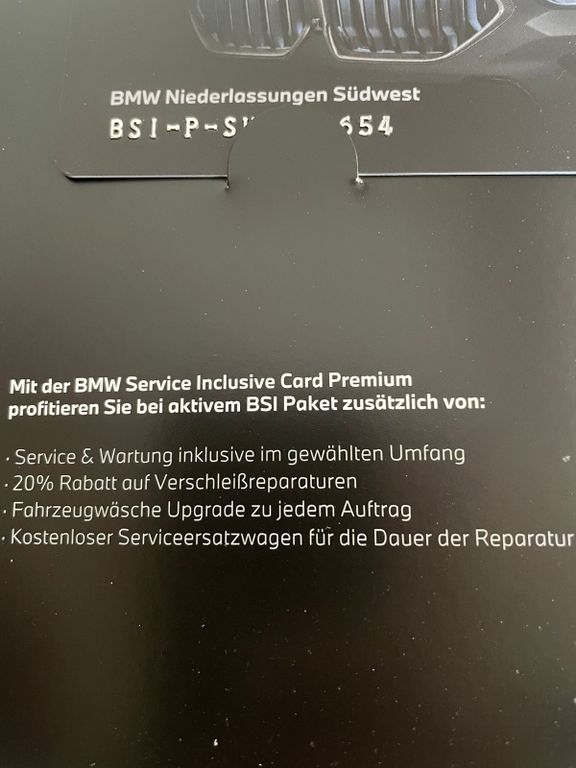 BMW Niederlassungen Südwest
BSI-P-S 654
Mit der BMW Service Inclusive Card Premium
profitieren Sie bei aktivem BSI Paket zusätzlich von:
· Service & Wartung inklusive im gewählten Umfang
· 20% Rabatt auf Verschleißreparaturen
· Fahrzeugwäsche Upgrade zu jedem Auftrag
· Kostenloser Serviceersatzwagen für die Dauer der Reparatur